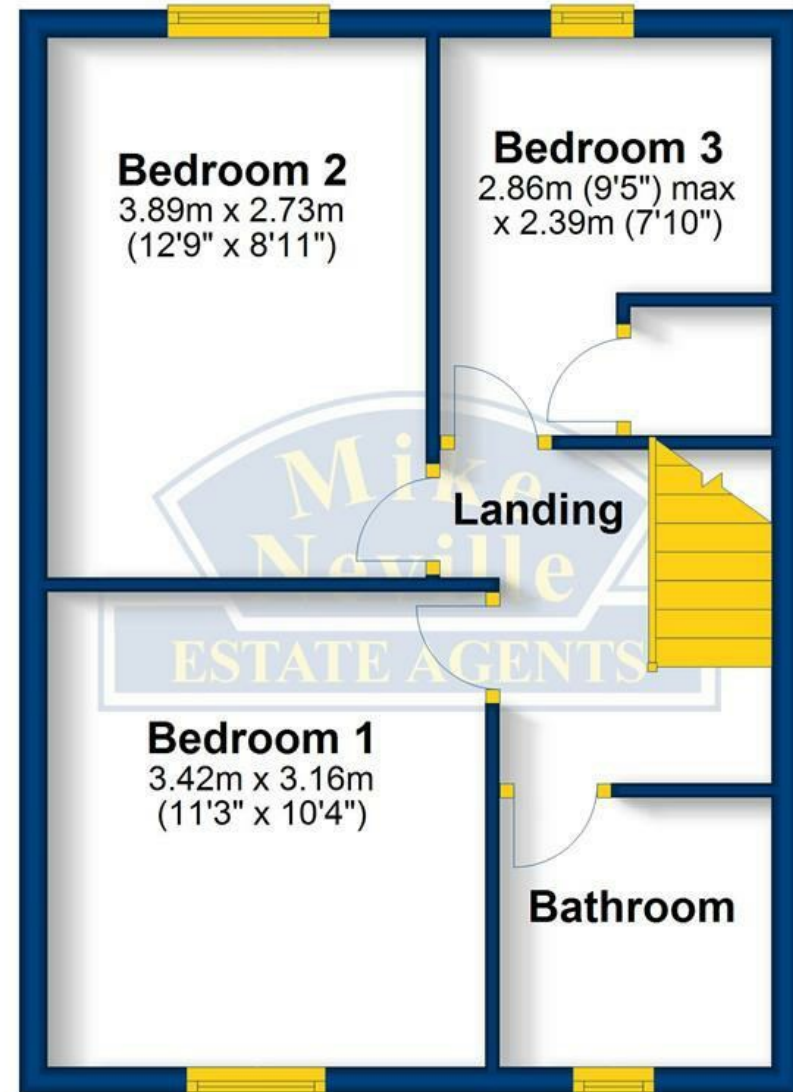 Bedroom 2
3.89m x 2.73m
(12'9" x 8'11")
Bedroom 3
2.86m (9'5") max
x 2.39m (7'10")
Landing
Mike
Neville
ESTATE AGENTS
Bedroom 1
3.42m x 3.16m
(11'3" x 10'4")
Bathroom